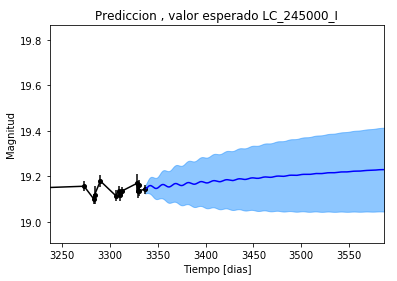 Prediccion , valor esperado LC_245000_I
19.8
19.6
19.4
19.2
19.0
Magnitud
3250 3300 3350 3400 3450 3500 3550
Tiempo [dias]